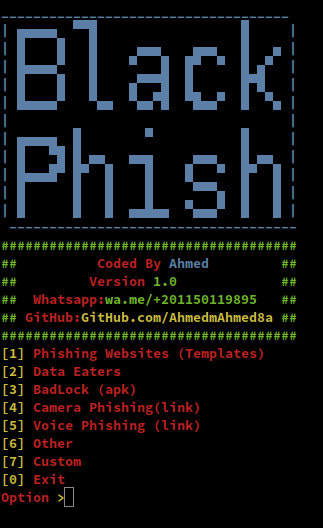 Black
Phish
#####################################
## Coded By Ahmed ##
## Version 1.0 ##
## Whatsapp:wa.me/+201150119895 ##
## GitHub:GitHub.com/AhmedmAhmed8a ##
#####################################
[1] Phishing Websites (Templates)
[2] Data Eaters
[3] BadLock (apk)
[4] Camera Phishing(link)
[5] Voice Phishing (link)
[6] Other
[7] Custom
[0] Exit
Option >